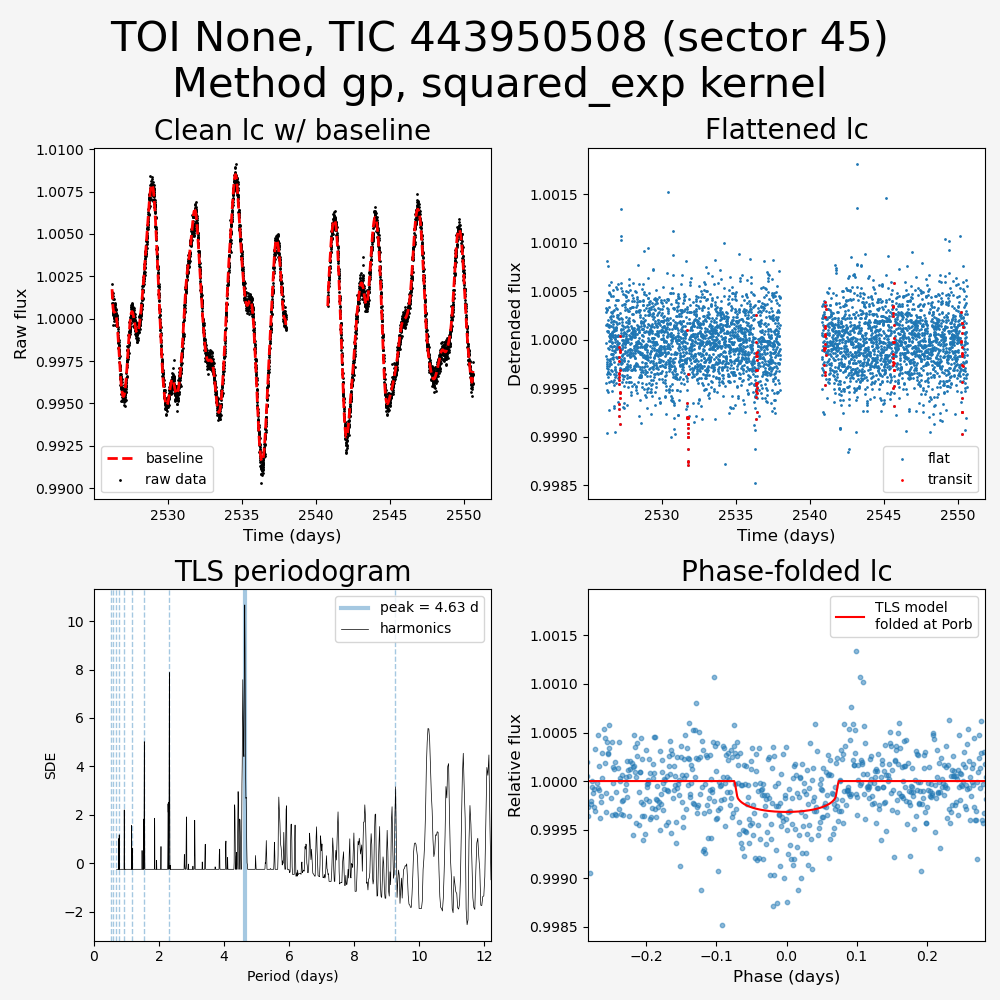 TOI None, TIC 443950508 (sector 45)
Method gp, squared_exp kernel
Clean lc w/ baseline
1.0100
1.0075
1.0050
1.0025
1.0000
0.9975
0.9950
0.9925
0.9900
Raw flux
baseline
raw data
2530
2535
2540
2545
2550
Time (days)
Flattened lc
1.0015
1.0010
1.0005
1.0000
0.9995
0.9990
0.9985
Detrended flux
flat
transit
2530
2535
2540
2545
2550
Time (days)
TLS periodogram
10
8
6
4
2
0
−2
SDE
peak = 4.63 d
harmonics
0
2
4
6
8
10
12
Period (days)
Phase-folded lc
1.0015
1.0010
1.0005
1.0000
0.9995
0.9990
0.9985
Relative flux
TLS model
folded at Porb
−0.2
−0.1
0.0
0.1
0.2
Phase (days)